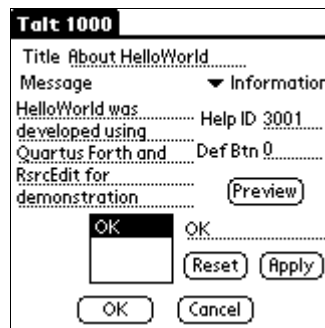 Talt 1000
Title About HelloWorld
Message ▼ Information
HelloWorld was
developed using
Quartus Forth and
RsrcEdit for
demonstration
Help ID 3001
Def Btn 0
Preview
OK
OK
Reset Apply
OK Cancel